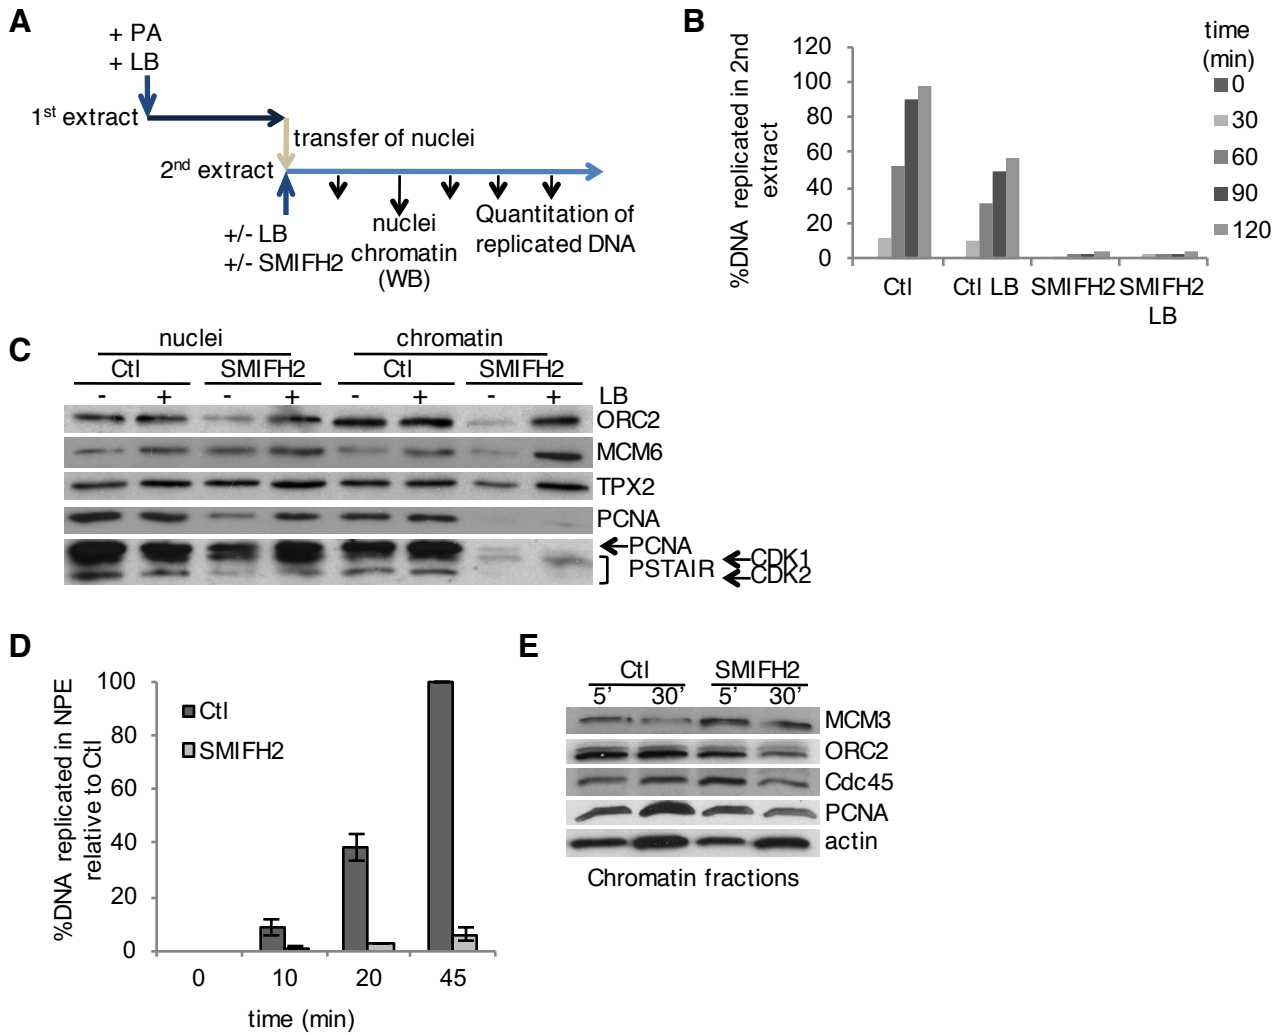 A
+ PA
+ LB
1st extract
transfer of nuclei
2nd extract
+/- LB
+/- SMIFH2
nuclei
chromatin
(WB)
Quantitation of
replicated DNA
B
%DNA replicated in 2nd
extract
120
100
80
60
40
20
0
Ctl
Ctl LB
SMIFH2
SMIFH2
LB
time
(min)
0
30
60
90
120
C
nuclei
chromatin
Ctl
SMIFH2
Ctl
SMIFH2
- + - + - + - +
LB
ORC2
MCM6
TPX2
PCNA
PCNA
PSTAIR
CDK1
CDK2
D
%DNA replicated in NPE
relative to Ctl
100
80
60
40
20
0
Ctl
SMIFH2
0 10 20 45
time (min)
E
Ctl
SMIFH2
5’ 30’ 5’ 30’
MCM3
ORC2
Cdc45
PCNA
actin
Chromatin fractions